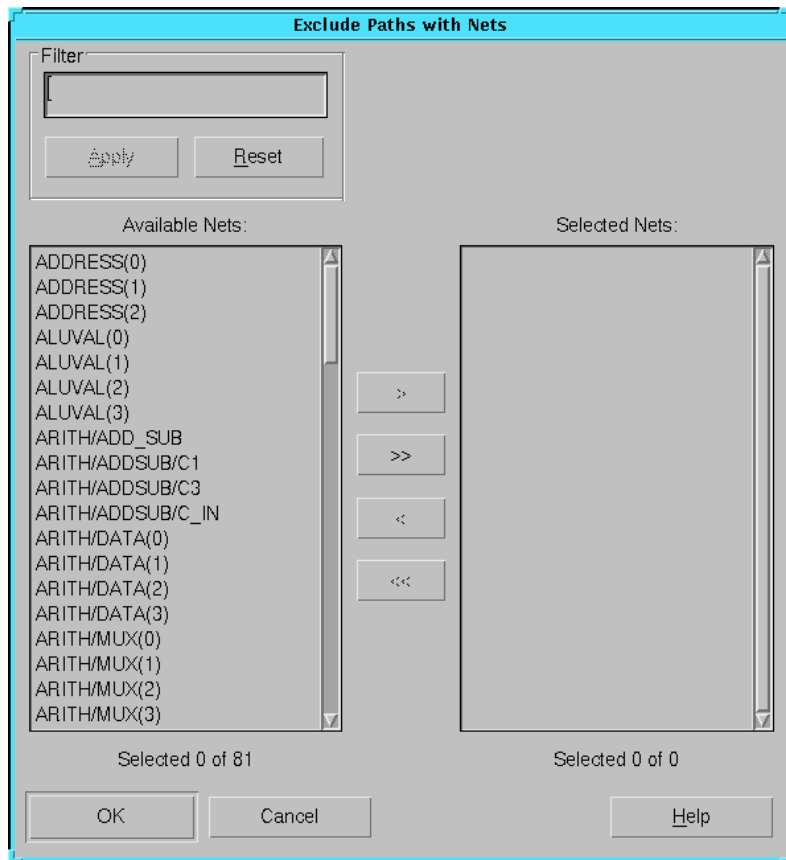 Exclude Paths with Nets
Filter
Apply
Reset
Available Nets:
Selected Nets:
ADDRESS(0)
ADDRESS(1)
ADDRESS(2)
ALUVAL(0)
ALUVAL(1)
ALUVAL(2)
ALUVAL(3)
ARITH/ADD_SUB
ARITH/ADDSUB/C1
ARITH/ADDSUB/C3
ARITH/ADDSUB/C_IN
ARITH/DATA(0)
ARITH/DATA(1)
ARITH/DATA(2)
ARITH/DATA(3)
ARITH/MUX(0)
ARITH/MUX(1)
ARITH/MUX(2)
ARITH/MUX(3)
>
>>
<
<<
Selected 0 of 81
Selected 0 of 0
OK
Cancel
Help